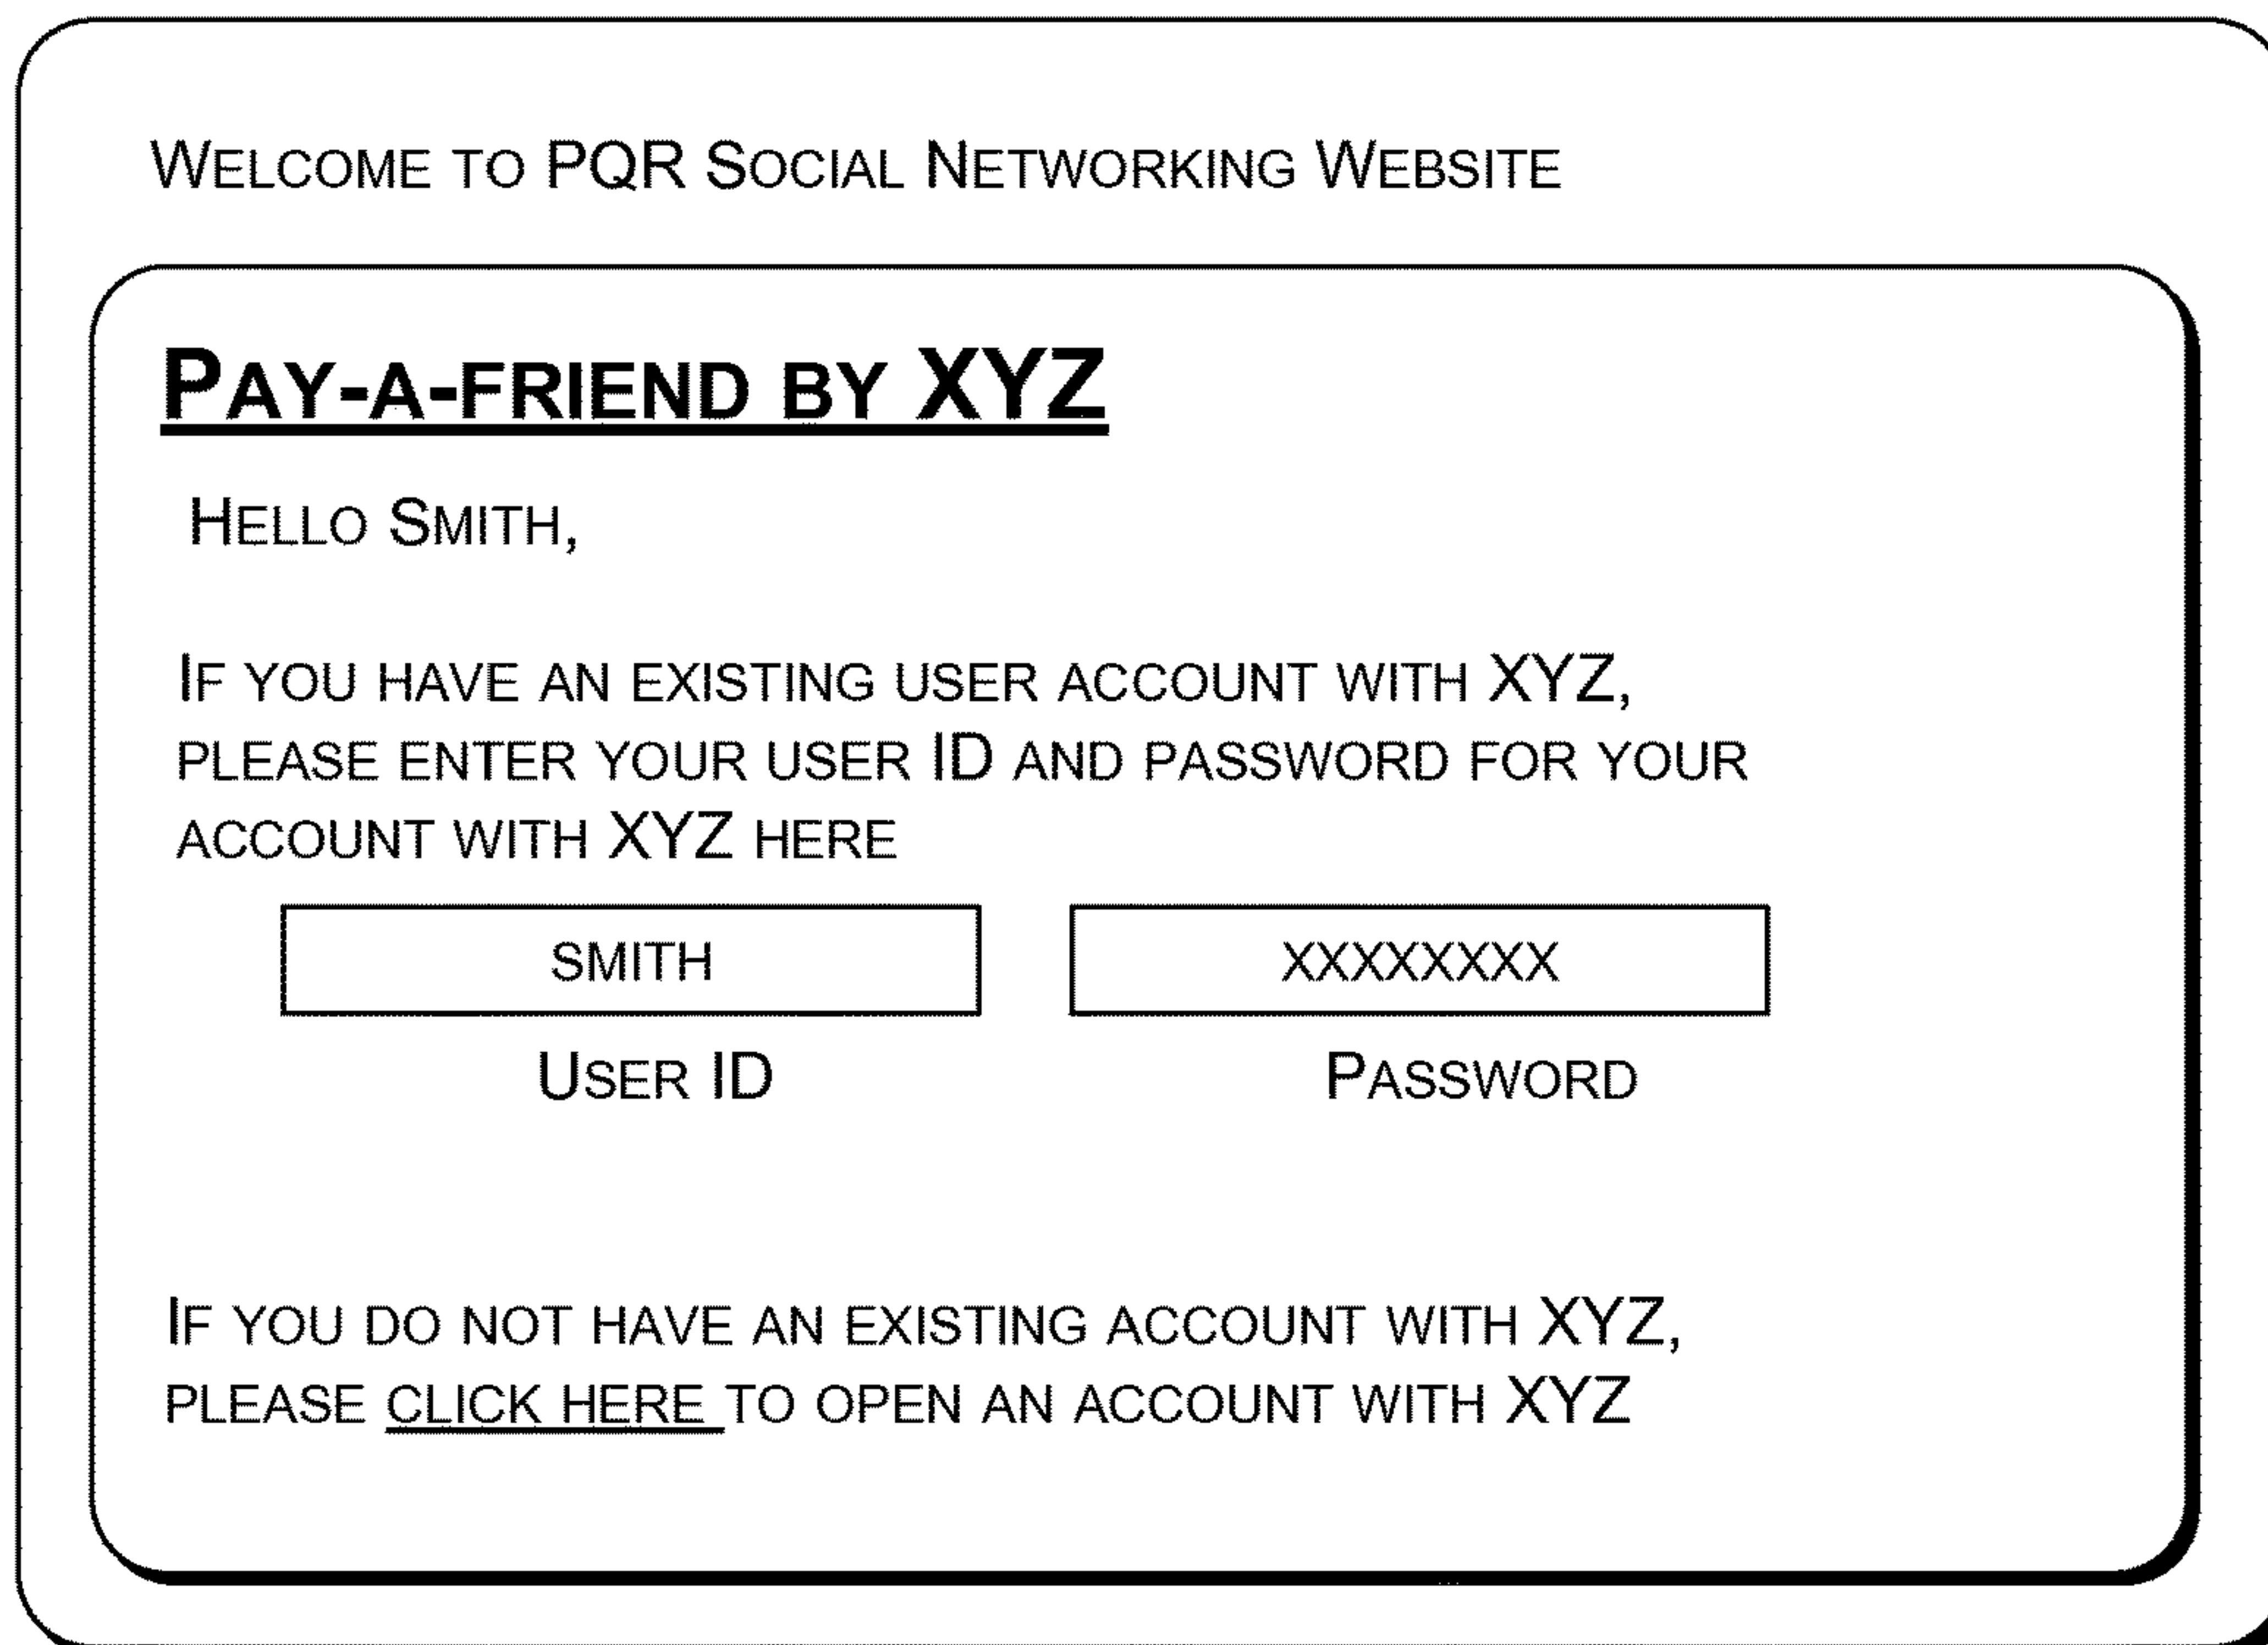 WELCOME TO PQR SOCIAL NETWORKING WEBSITE
PAY-A-FRIEND BY XYZ
HELLO SMITH,
IF YOU HAVE AN EXISTING USER ACCOUNT WITH XYZ,
PLEASE ENTER YOUR USER ID AND PASSWORD FOR YOUR
ACCOUNT WITH XYZ HERE
SMITH XXXXXXXX
USER ID PASSWORD
IF YOU DO NOT HAVE AN EXISTING ACCOUNT WITH XYZ,
PLEASE CLICK HERE TO OPEN AN ACCOUNT WITH XYZ